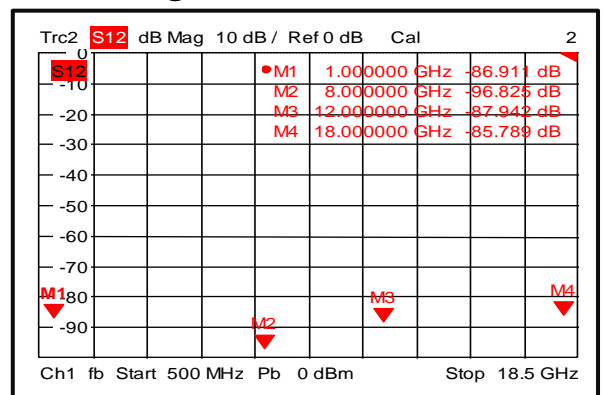 Trc2 S12 dB Mag 10 dB / Ref 0 dB Cal 2
0
S12
M1 1.000000 GHz -86.911 dB
-10
M2 8.000000 GHz -96.825 dB
M3 12.000000 GHz -87.942 dB
-20
M4 18.000000 GHz -85.789 dB
-30
-40
-50
-60
-70
M1 -80 M3 M4
-90 M2
Ch1 fb Start 500 MHz Pb 0 dBm Stop 18.5 GHz